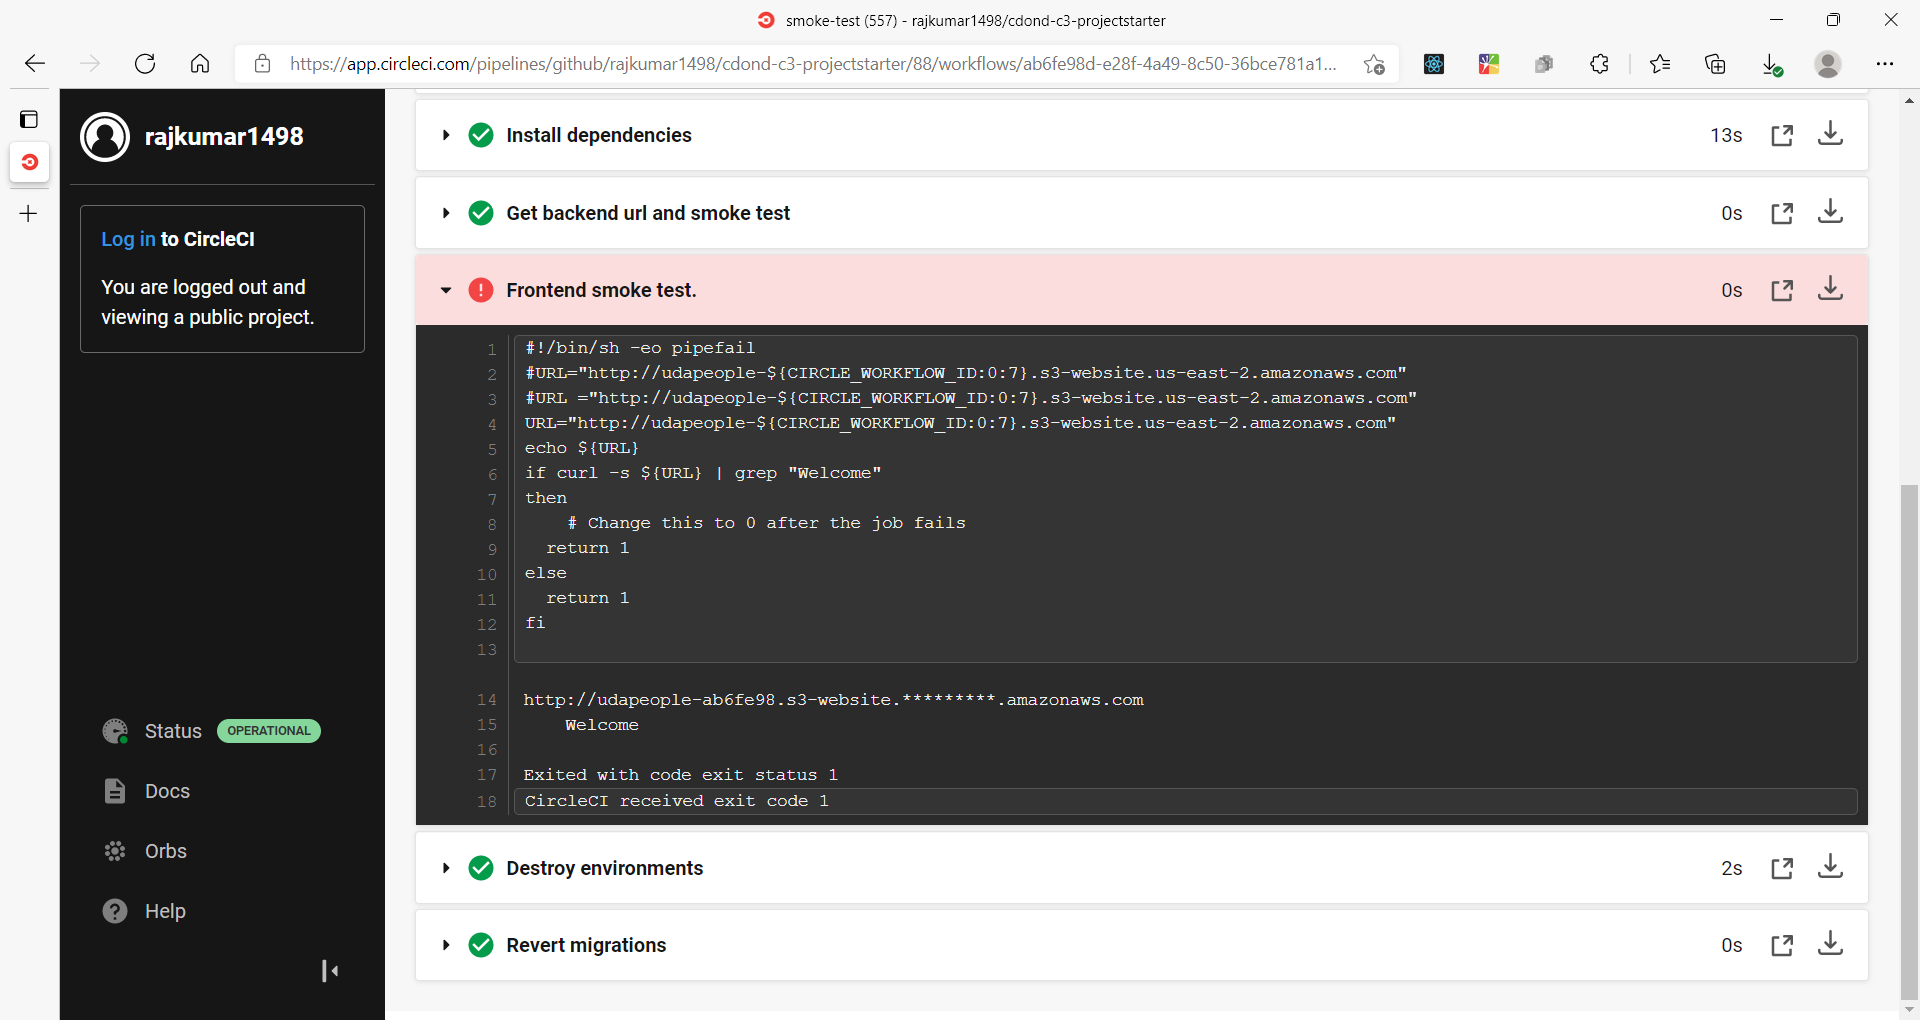 smoke-test (557) - rajkumar1498/cdond-c3-projectstarter
https://app.circleci.com/pipelines/github/rajkumar1498/cdond-c3-projectstarter/88/workflows/ab6fe98d-e28f-4a49-8c50-36bce781a1...
rajkumar1498
Log in to CircleCI
You are logged out and
viewing a public project.
Status OPERATIONAL
Docs
Orbs
Help
Install dependencies 13s
Get backend url and smoke test 0s
Frontend smoke test. 0s
1 #!/bin/sh -eo pipefail
2 #URL="http://udapeople-${CIRCLE_WORKFLOW_ID:0:7}.s3-website.us-east-2.amazonaws.com"
3 #URL ="http://udapeople-${CIRCLE_WORKFLOW_ID:0:7}.s3-website.us-east-2.amazonaws.com"
4 URL="http://udapeople-${CIRCLE_WORKFLOW_ID:0:7}.s3-website.us-east-2.amazonaws.com"
5 echo ${URL}
6 if curl -s ${URL} | grep "Welcome"
7 then
8 # Change this to 0 after the job fails
9 return 1
10 else
11 return 1
12 fi
13
14 http://udapeople-ab6fe98.s3-website.*********.amazonaws.com
15 Welcome
16
17 Exited with code exit status 1
18 CircleCI received exit code 1
Destroy environments 2s
Revert migrations 0s